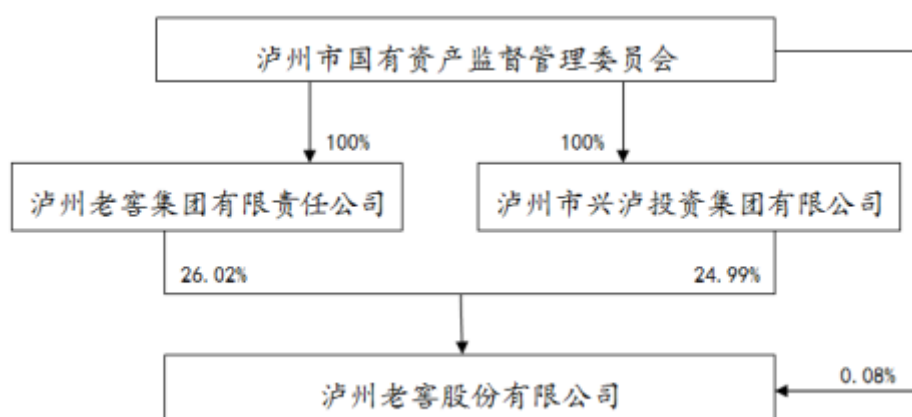 泸州市国有资产监督管理委员会
100%
100%
泸州老窖集团有限责任公司
泸州市兴泸投资集团有限公司
26.02%
24.99%
泸州老窖股份有限公司
0.08%